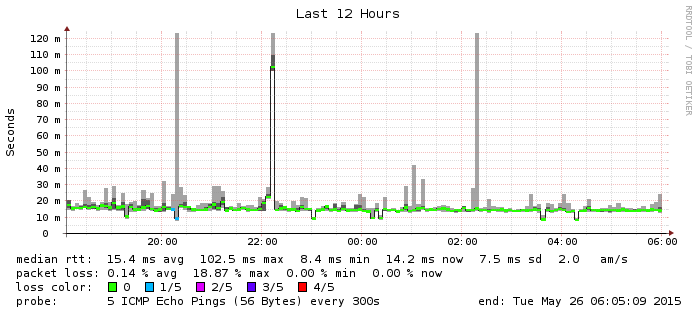 Last 12 Hours
RRDTOOL / TOBI OETIKER
Seconds
120 m
110 m
100 m
90 m
80 m
70 m
60 m
50 m
40 m
30 m
20 m
10 m
0
20:00 22:00 00:00 02:00 04:00 06:00
median rtt: 15.4 ms avg 102.5 ms max 8.4 ms min 14.2 ms now 7.5 ms sd 2.0 am/s
packet loss: 0.14 % avg 18.87 % max 0.00 % min 0.00 % now
loss color: 0 1/5 2/5 3/5 4/5
probe: 5 ICMP Echo Pings (56 Bytes) every 300s end: Tue May 26 06:05:09 2015